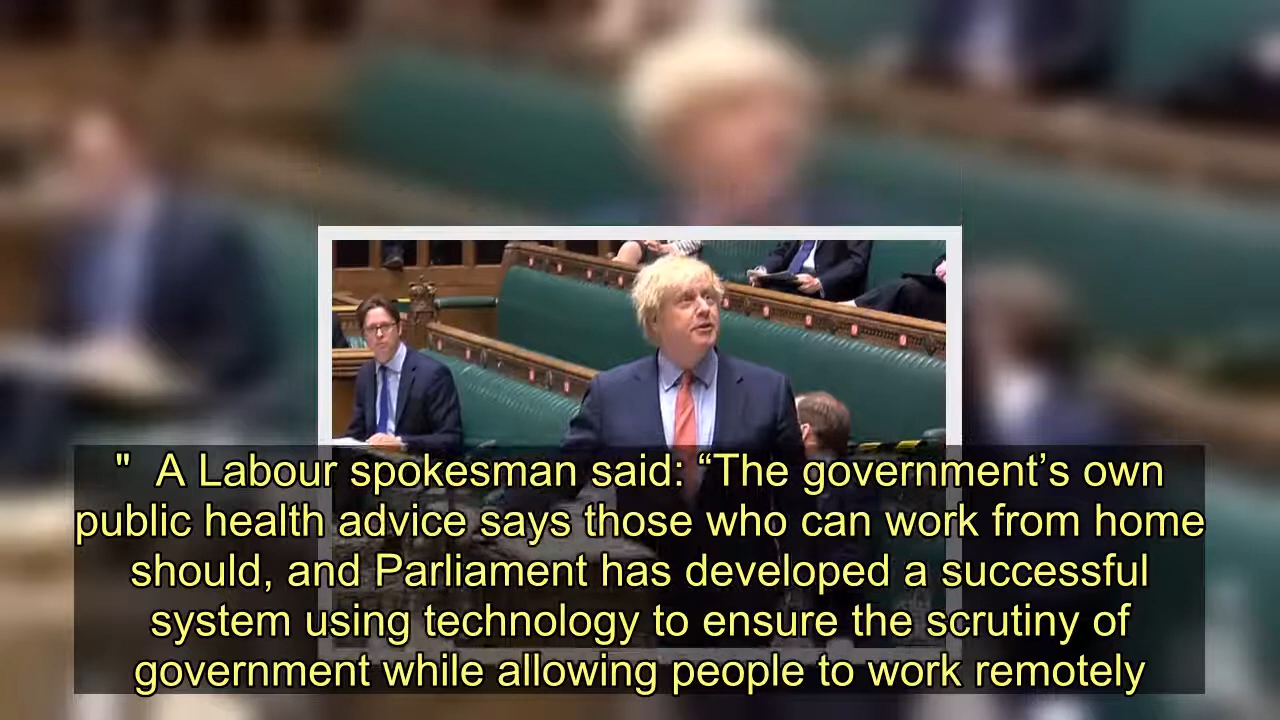 "  A Labour spokesman said: “The government’s own
public health advice says those who can work from home
should, and Parliament has developed a successful
system using technology to ensure the scrutiny of
government while allowing people to work remotely